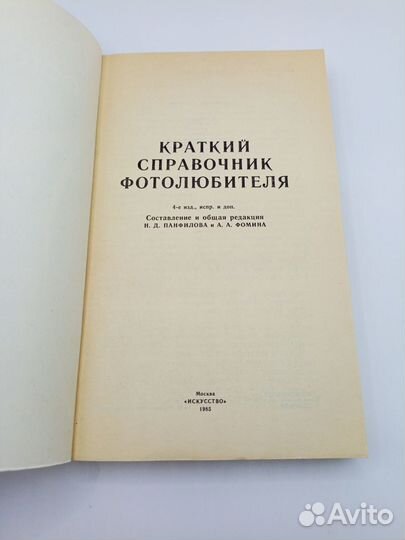 КРАТКИЙ
СПРАВОЧНИК
ФОТОЛЮБИТЕЛЯ
4-е изд., испр. и доп.
Составление и общая редакция
Н. Д. ПАНФИЛОВА и А. А. ФОМИНА
Москва
«ИСКУССТВО»
1985
Avito